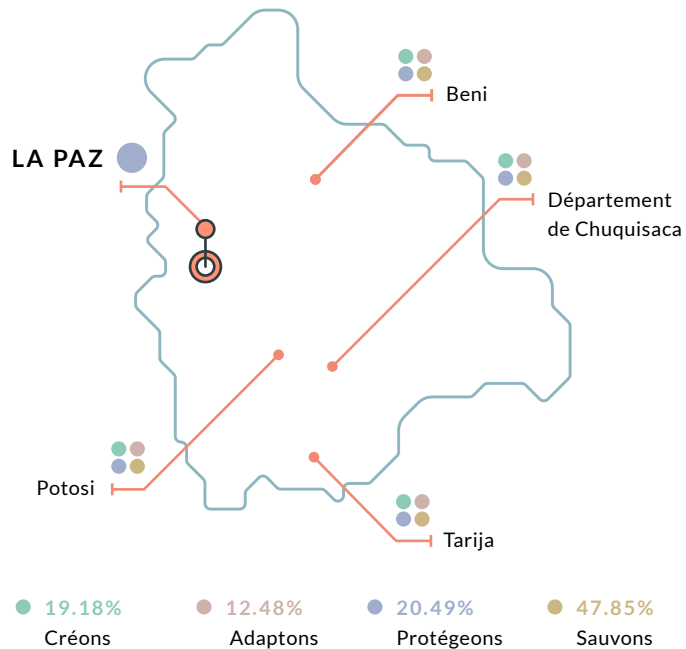 Beni
LA PAZ
Département
de Chuquisaca
Potosi
Tarija
19.18%
Créons
12.48%
Adaptons
20.49%
Protégeons
47.85%
Sauvons